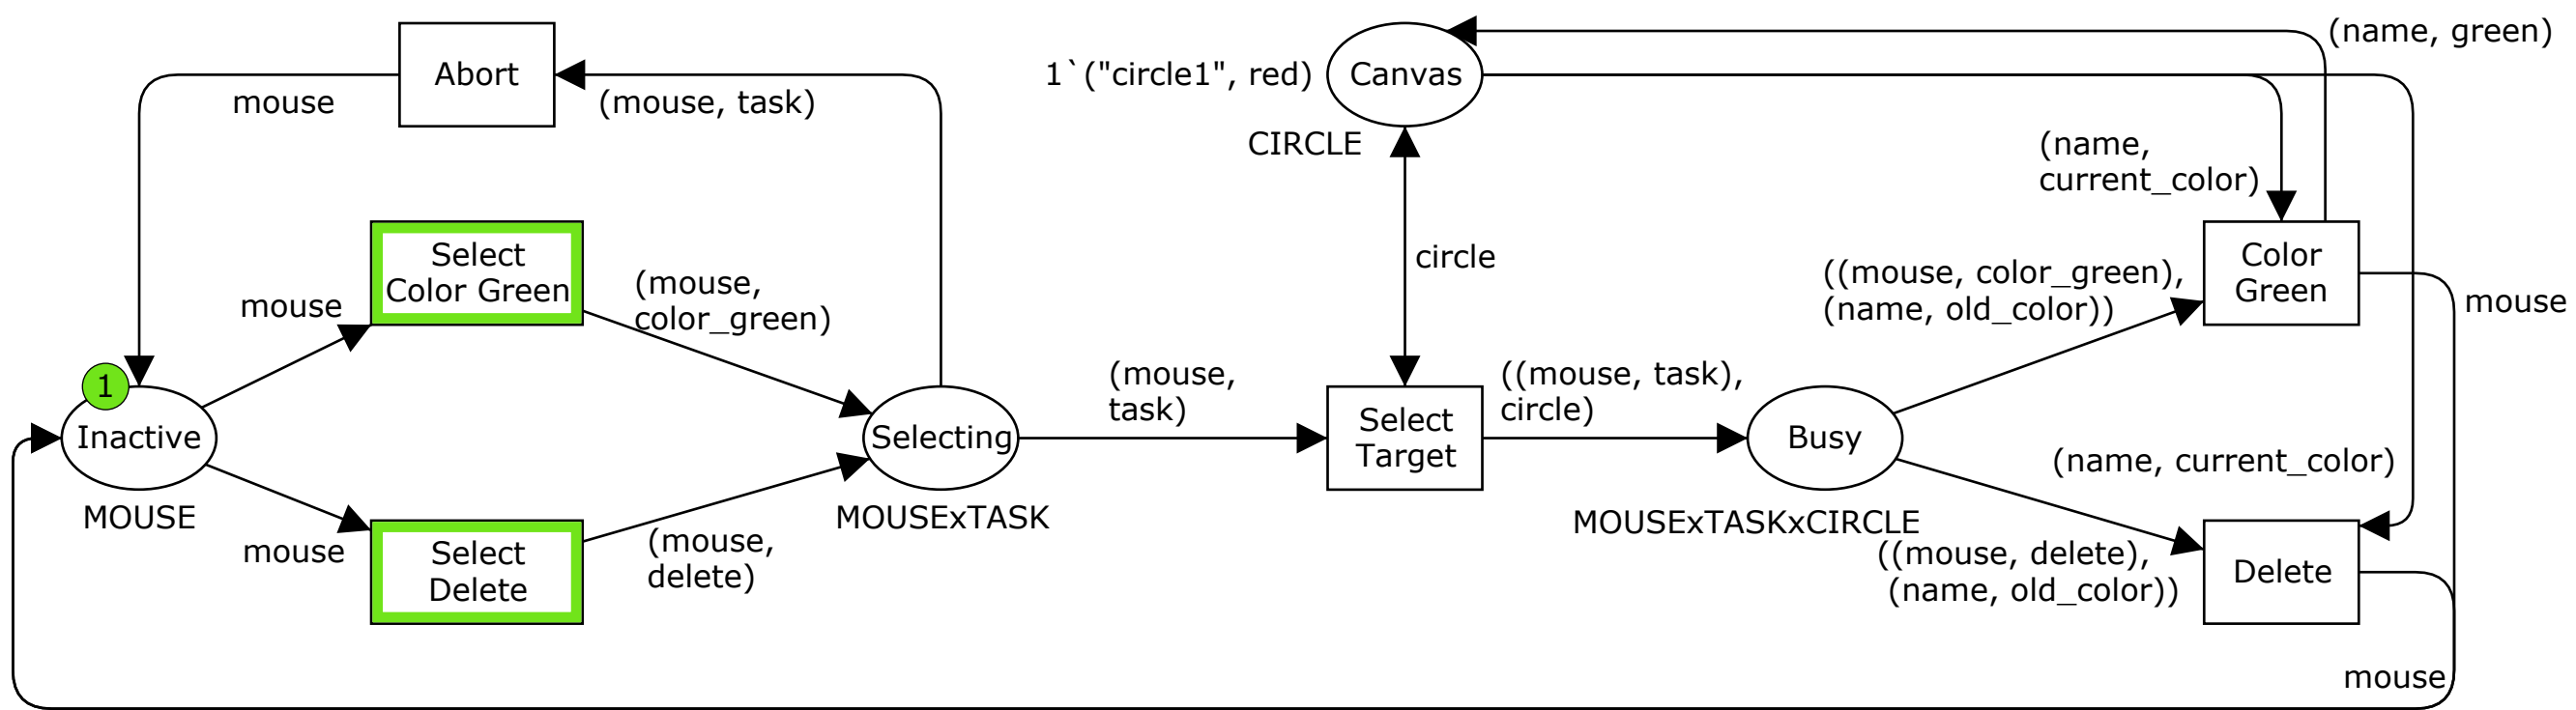 Abort
mouse
(mouse, task)
1`("circle1", red)
Canvas
CIRCLE
(name, green)
(name,
current_color)
Select
Color Green
mouse
(mouse,
color_green)
circle
((mouse, color_green),
(name, old_color))
Color
Green
mouse
1
Inactive
MOUSE
Selecting
MOUSExTASK
(mouse,
task)
Select
Target
((mouse, task),
circle)
Busy
MOUSExTASKxCIRCLE
(name, current_color)
mouse
Select
Delete
(mouse,
delete)
((mouse, delete),
(name, old_color))
Delete
mouse